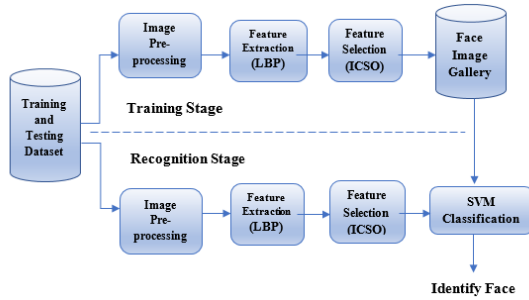 Training
and
Testing
Dataset
Image
Pre-
processing
Feature
Extraction
(LBP)
Feature
Selection
(ICSO)
Face
Image
Gallery
Training Stage
Recognition Stage
Image
Pre-
processing
Feature
Extraction
(LBP)
Feature
Selection
(ICSO)
SVM
Classification
Identify Face